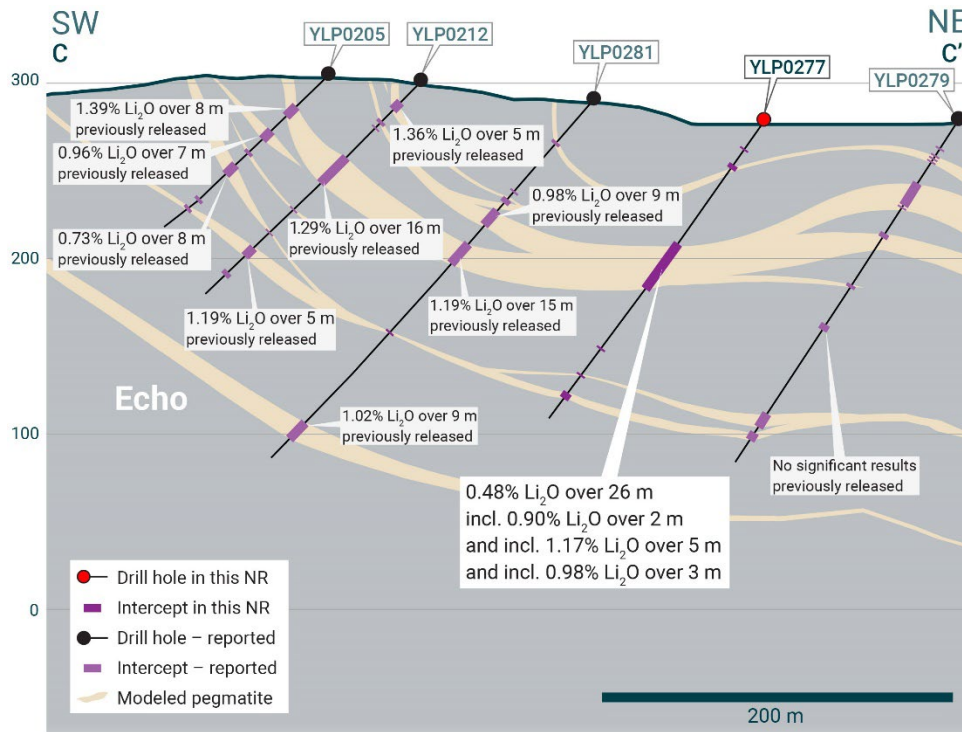 SW
C
NE
C'
YLP0205
YLP0212
YLP0281
YLP0277
YLP0279
300
200
100
0
1.39% Li₂O over 8 m
previously released
0.96% Li₂O over 7 m
previously released
0.73% Li₂O over 8 m
previously released
1.36% Li₂O over 5 m
previously released
1.29% Li₂O over 16 m
previously released
1.19% Li₂O over 5 m
previously released
0.98% Li₂O over 9 m
previously released
1.19% Li₂O over 15 m
previously released
1.02% Li₂O over 9 m
previously released
Echo
0.48% Li₂O over 26 m
incl. 0.90% Li₂O over 2 m
and incl. 1.17% Li₂O over 5 m
and incl. 0.98% Li₂O over 3 m
No significant results
previously released
Drill hole in this NR
Intercept in this NR
Drill hole – reported
Intercept – reported
Modeled pegmatite
200 m